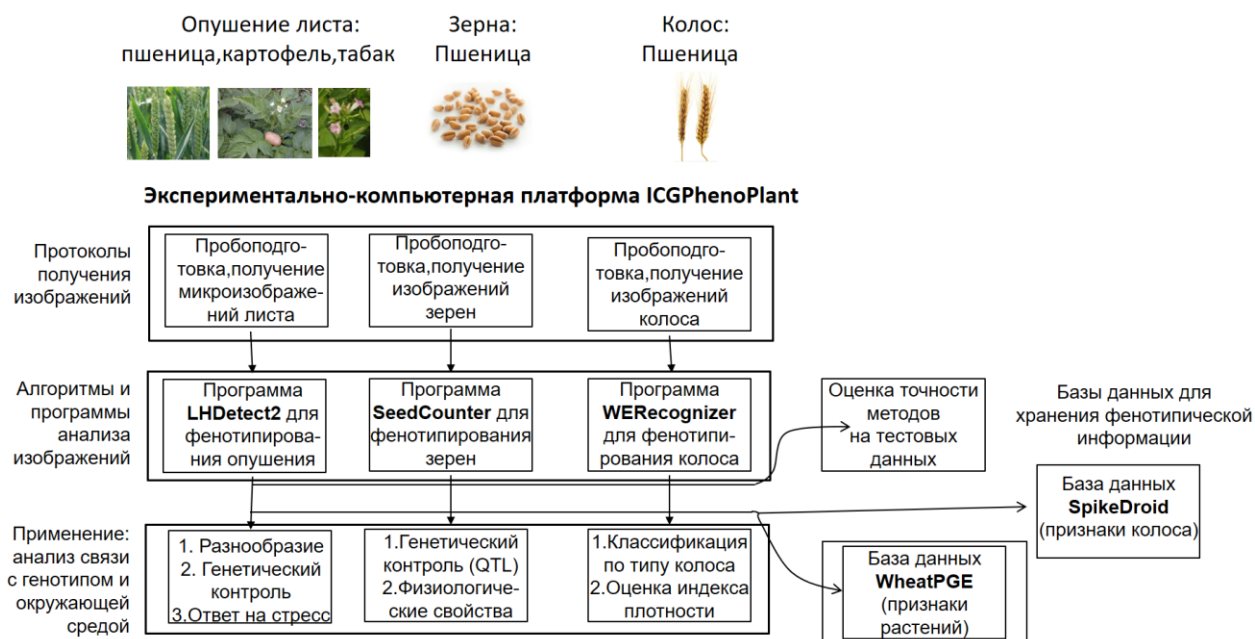 Опушение листа:
пшеница,картофель,табак
Зерна:
Пшеница
Колос:
Пшеница
Экспериментально-компьютерная платформа ICGPhenoPlant
Протоколы
получения
изображений
Пробоподго-
товка,получение
микроизображе-
ний листа
Пробоподго-
товка,получение
изображений
зерен
Пробоподго-
товка,получение
изображений
колоса
Алгоритмы и
программы
анализа
изображений
Программа
LHDetect2 для
фенотипирова-
ния опушения
Программа
SeedCounter для
фенотипирования
зерен
Программа
WERecognizer
для фенотипи-
рования колоса
Оценка точности
методов
на тестовых
данных
Базы данных для
хранения фенотипической
информации
База данных
SpikeDroid
(признаки колоса)
Применение:
анализ связи
с генотипом и
окружающей
средой
1. Разнообразие
2. Генетический
контроль
3.Ответ на стресс
1.Генетический
контроль (QTL)
2.Физиологиче-
ские свойства
1.Классификация
по типу колоса
2.Оценка индекса
плотности
База данных
WheatPGE
(признаки
растений)